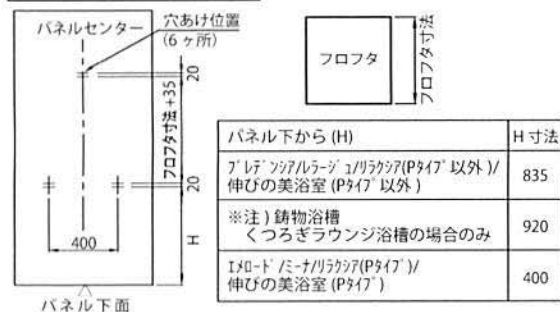 パネルセンター
穴あけ位置
(6ヶ所)
20
フロフタ寸法+35
20
400
H
パネル下面
フロフタ
フロフタ寸法
パネル下から(H)
H寸法
プレデンシア/ルラージュ/リラクシア(Pタイプ以外)/
伸びの美浴室(Pタイプ以外)
835
※注)鋳物浴槽
くつろぎラウンジ浴槽の場合のみ
920
エメロード/ミーナ/リラクシア(Pタイプ)/
伸びの美浴室(Pタイプ)
400